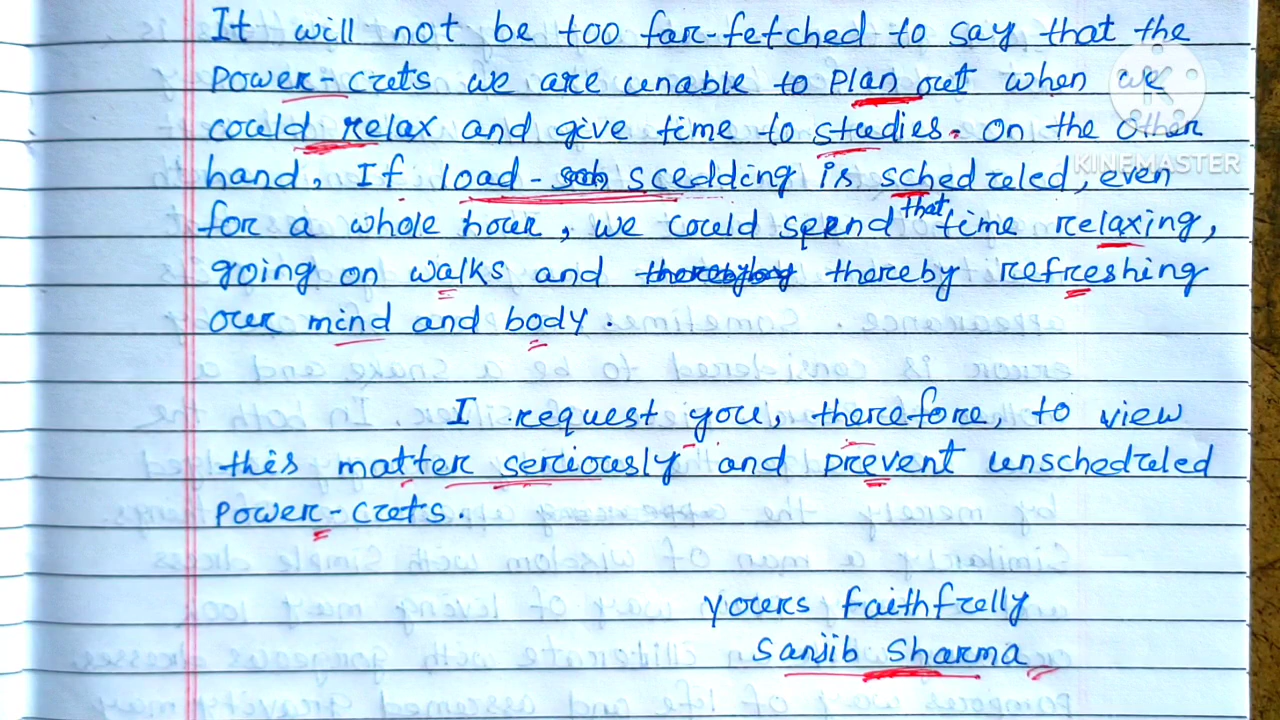 It will not be too far-fetched to say that the
Power-cuts we are unable to Plan out when we
could relax and give time to studies. On the other
hand, If load- scedding is scheduled, even
for a whole hour, we could spend that time relaxing,
going on walks and thereby refreshing
our mind and body.
I request you, therefore, to view
this matter seriously and prevent unscheduled
Power-cuts.
yours faithfully
Sanjib Sharma
KINEMASTER